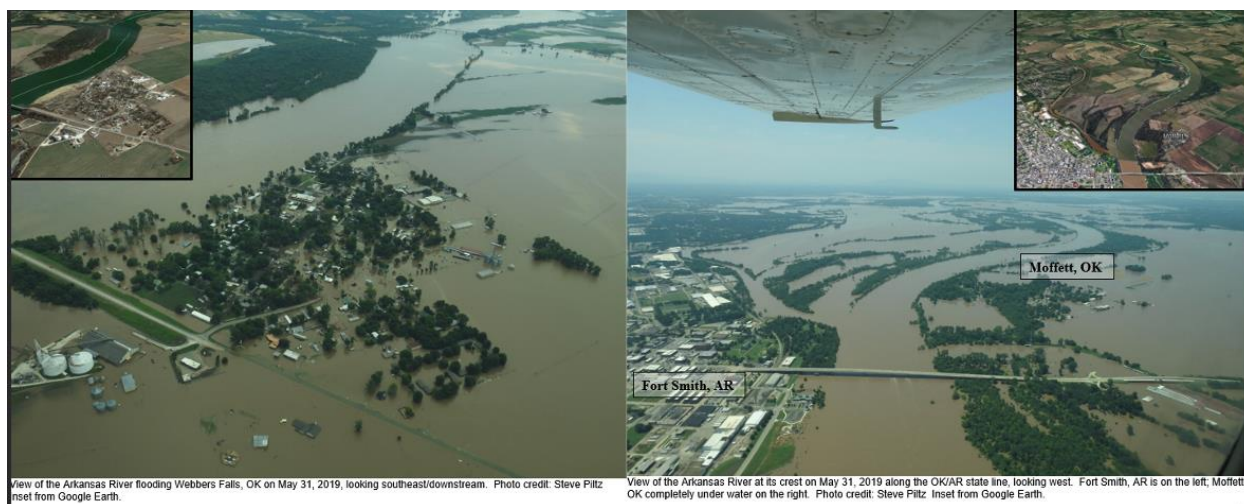 Moffett, OK
Fort Smith, AR
View of the Arkansas River flooding Webbers Falls, OK on May 31, 2019, looking southeast/downstream. Photo credit: Steve Piltz
Inset from Google Earth.
View of the Arkansas River at its crest on May 31, 2019 along the OK/AR state line, looking west. Fort Smith, AR is on the left; Moffett
OK completely under water on the right. Photo credit: Steve Piltz Inset from Google Earth.